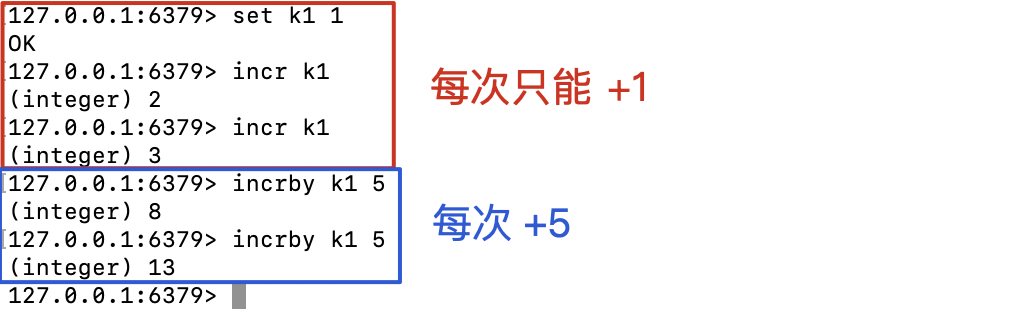 127.0.0.1:6379> set k1 1
OK
127.0.0.1:6379> incr k1
(integer) 2
127.0.0.1:6379> incr k1
(integer) 3
每次只能 +1
127.0.0.1:6379> incrby k1 5
(integer) 8
127.0.0.1:6379> incrby k1 5
(integer) 13
每次 +5
127.0.0.1:6379>